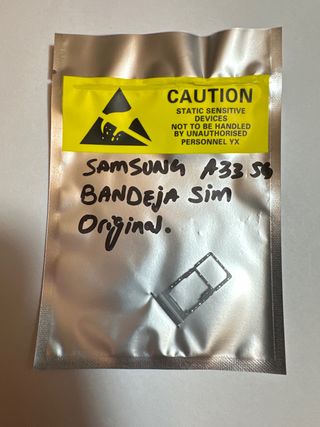 CAUTION
STATIC SENSITIVE
DEVICES
NOT TO BE HANDLED
BY UNAUTHORISED
PERSONNEL YX
SAMSUNG A33 5G
BANDEJA Sim
Original.